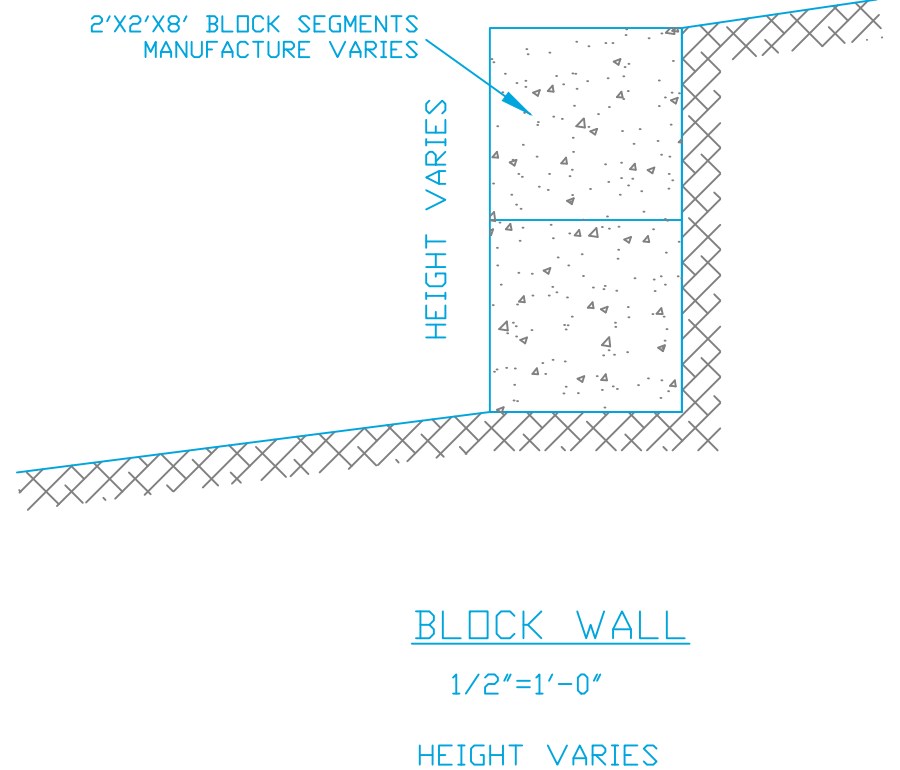 2'X2'X8' BLOCK SEGMENTS
MANUFACTURE VARIES
HEIGHT VARIES
BLOCK WALL
1/2"=1'-0"
HEIGHT VARIES